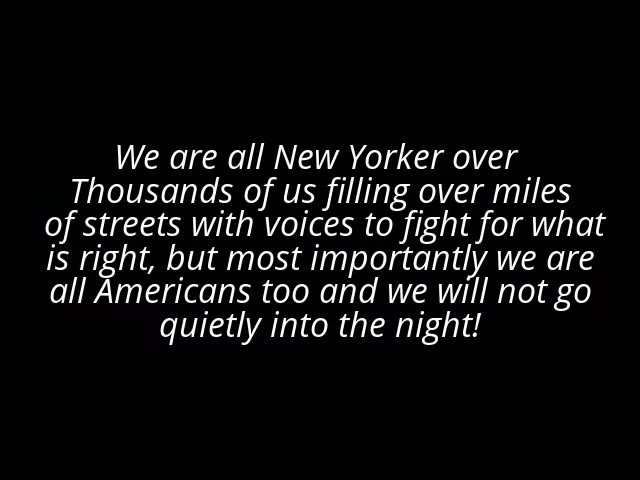 We are all New Yorker over
Thousands of us filling over miles
of streets with voices to fight for what
is right, but most importantly we are
all Americans too and we will not go
quietly into the night!